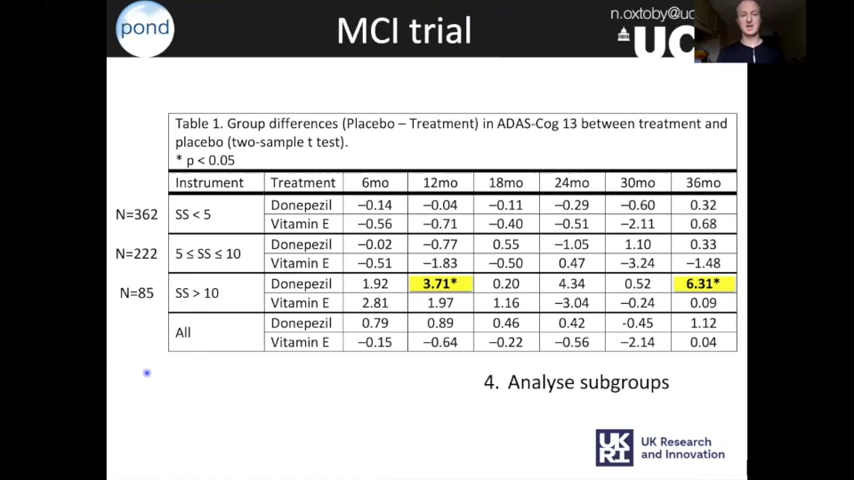 pond
MCI trial
n.oxtoby@uc
UC
Table 1. Group differences (Placebo – Treatment) in ADAS-Cog 13 between treatment and
placebo (two-sample t test).
* p < 0.05
Instrument Treatment 6mo 12mo 18mo 24mo 30mo 36mo
N=362 SS < 5 Donepezil –0.14 –0.04 –0.11 –0.29 –0.60 0.32
Vitamin E –0.56 –0.71 –0.40 –0.51 –2.11 0.68
N=222 5 ≤ SS ≤ 10 Donepezil –0.02 –0.77 0.55 –1.05 1.10 0.33
Vitamin E –0.51 –1.83 –0.50 0.47 –3.24 –1.48
N=85 SS > 10 Donepezil 1.92 3.71* 0.20 4.34 0.52 6.31*
Vitamin E 2.81 1.97 1.16 –3.04 –0.24 0.09
All Donepezil 0.79 0.89 0.46 0.42 -0.45 1.12
Vitamin E –0.15 –0.64 –0.22 –0.56 –2.14 0.04
4. Analyse subgroups
UKRI
UK Research
and Innovation